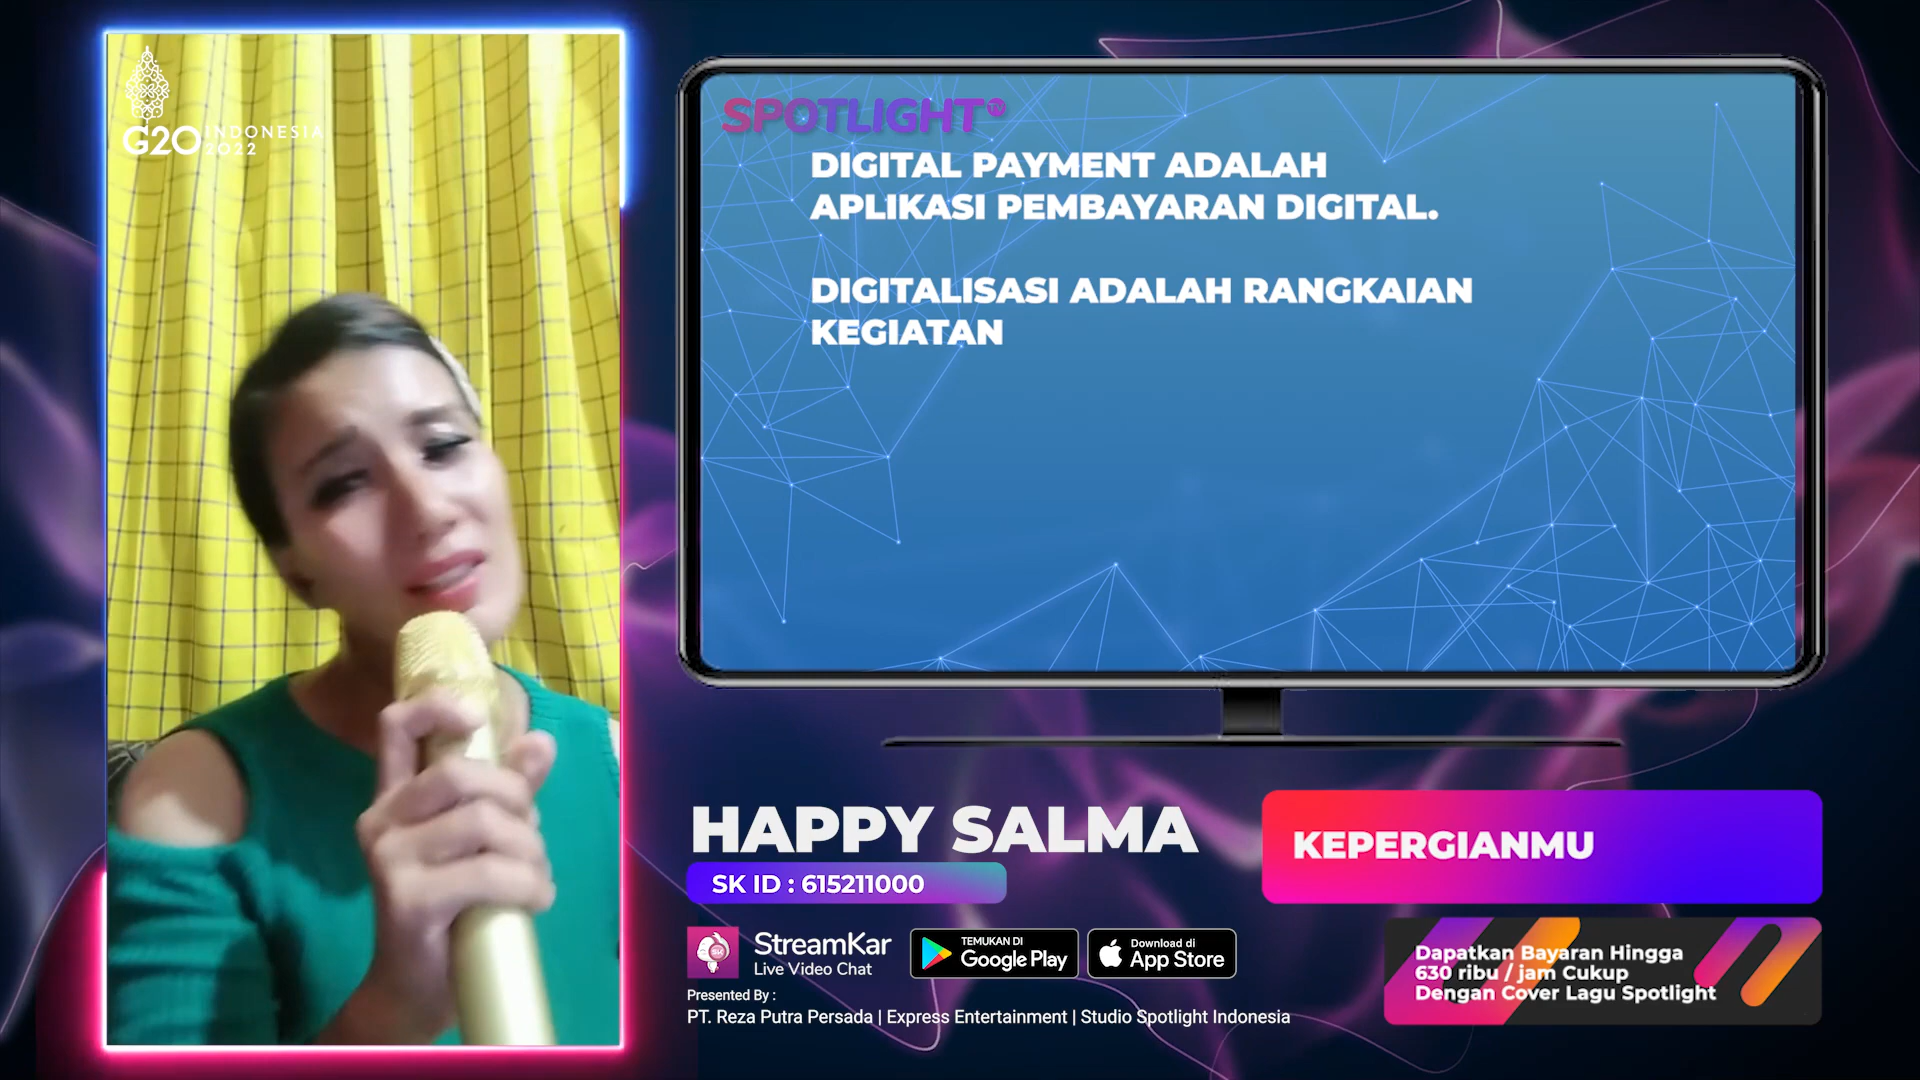 G20 INDONESIA
2022
SPOTLIGHT TV
DIGITAL PAYMENT ADALAH
APLIKASI PEMBAYARAN DIGITAL.
DIGITALISASI ADALAH RANGKAIAN
KEGIATAN
HAPPY SALMA
SK ID : 615211000
KEPERGIANMU
StreamKar
Live Video Chat
TEMUKAN DI
Google Play
Download di
App Store
Presented By :
PT. Reza Putra Persada | Express Entertainment | Studio Spotlight Indonesia
Dapatkan Bayaran Hingga
630 ribu / jam Cukup
Dengan Cover Lagu Spotlight